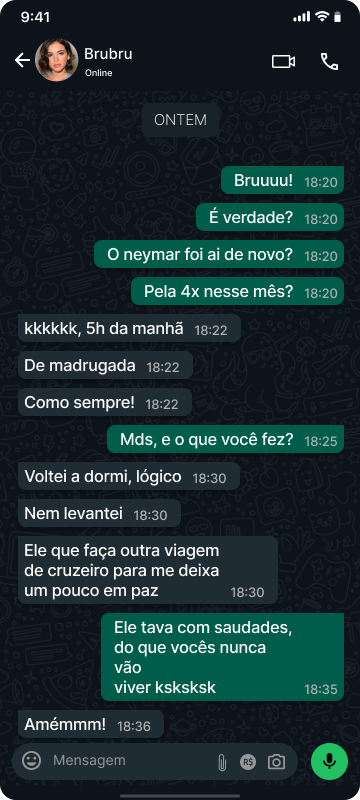 9:41
Brubru
Online
ONTEM
Bruuuu! 18:20
É verdade? 18:20
O neymar foi ai de novo? 18:20
Pela 4x nesse mês? 18:20
kkkkkk, 5h da manhã 18:22
De madrugada 18:22
Como sempre! 18:22
Mds, e o que você fez? 18:25
Voltei a dormi, lógico 18:30
Nem levantei 18:30
Ele que faça outra viagem
de cruzeiro para me deixa
um pouco em paz 18:30
Ele tava com saudades,
do que vocês nunca
vão
viver ksksksk 18:35
Amémmm! 18:36
Mensagem
R$